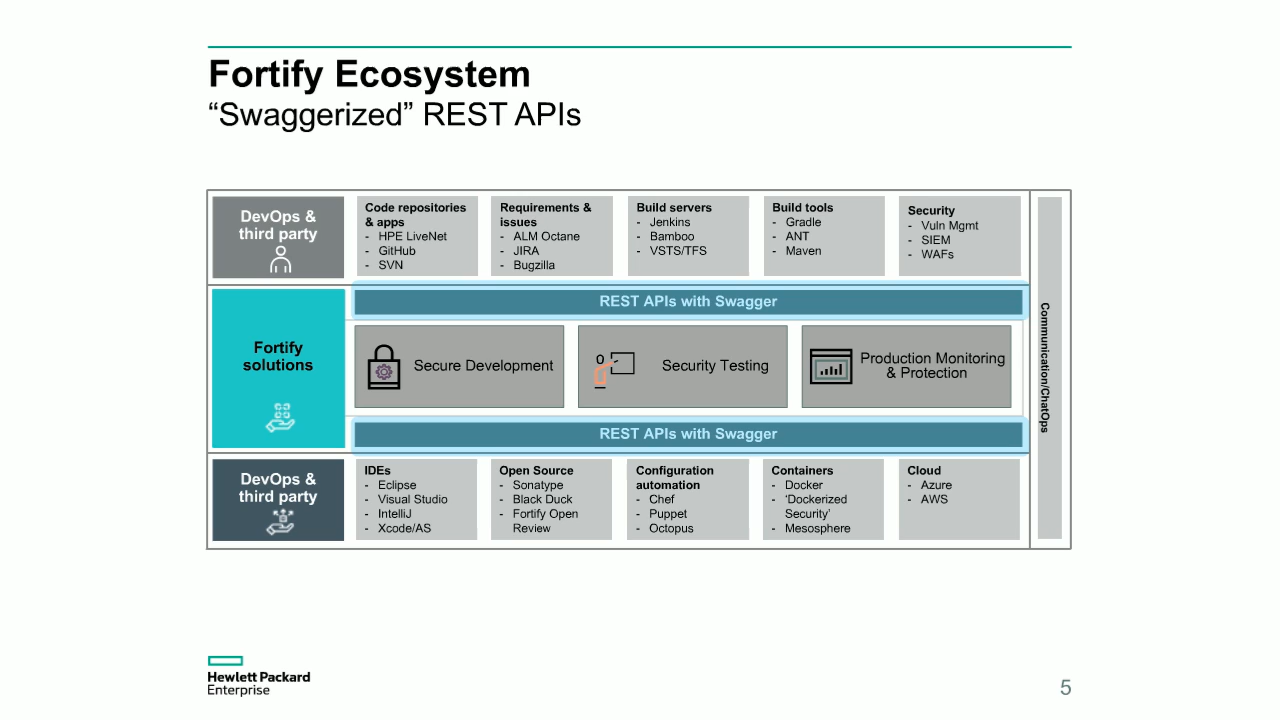 Fortify Ecosystem
“Swaggerized” REST APIs
DevOps &
third party
Code repositories
& apps
- HPE LiveNet
- GitHub
- SVN
Requirements &
issues
- ALM Octane
- JIRA
- Bugzilla
Build servers
- Jenkins
- Bamboo
- VSTS/TFS
Build tools
- Gradle
- ANT
- Maven
Security
- Vuln Mgmt
- SIEM
- WAFs
Communication/ChatOps
REST APIs with Swagger
Fortify
solutions
Secure Development
Security Testing
Production Monitoring
& Protection
REST APIs with Swagger
DevOps &
third party
IDEs
- Eclipse
- Visual Studio
- IntelliJ
- Xcode/AS
Open Source
- Sonatype
- Black Duck
- Fortify Open
Review
Configuration
automation
- Chef
- Puppet
- Octopus
Containers
- Docker
- ‘Dockerized
Security’
- Mesosphere
Cloud
- Azure
- AWS
Hewlett Packard
Enterprise
5